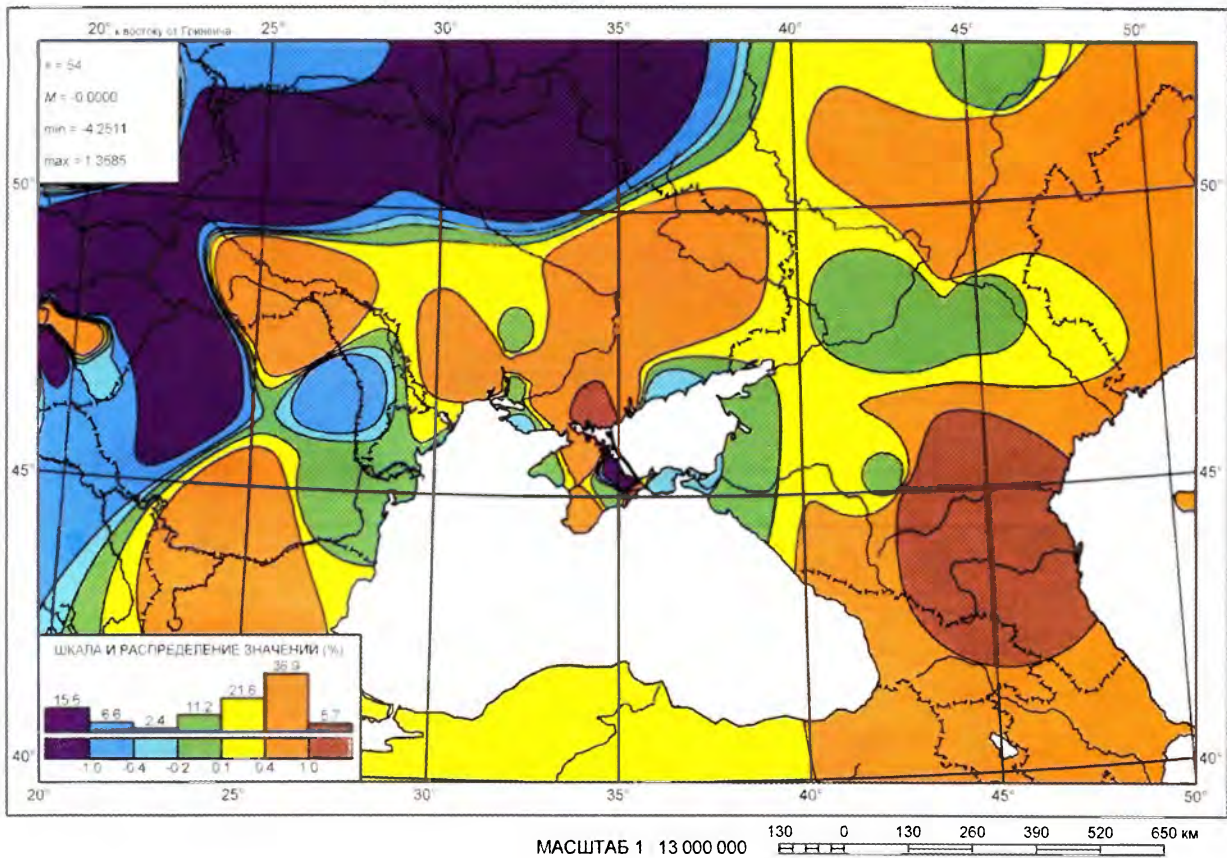 20° к востоку от Гринвича 25° 30° 35° 40° 45° 50°
n = 54
M = -0.0000
min = -4.2511
max = 1.3585
50° 50°
45° 45°
40° 40°
ШКАЛА И РАСПРЕДЕЛЕНИЕ ЗНАЧЕНИИ (%)
15.5 6.6 2.4 11.2 21.6 36.9 5.7
-1.0 -0.4 -0.2 0.1 0.4 1.0
20° 25° 30° 35° 40° 45° 50°
МАСШТАБ 1 13 000 000
130 0 130 260 390 520 650 км